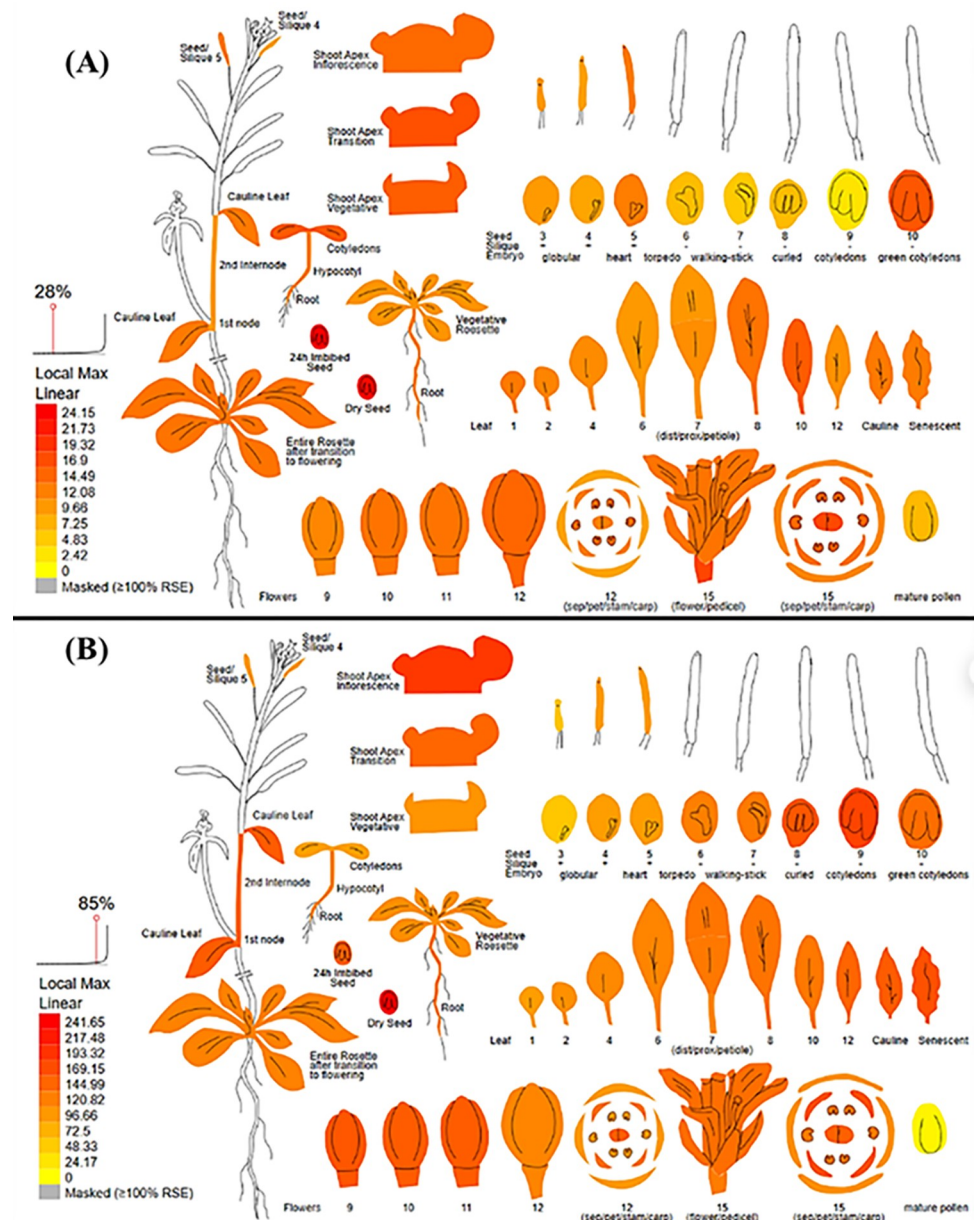 (A)
Seed/
Silique 5
Seed/
Silique 4
Shoot Apex
Inflorescence
Shoot Apex
Transition
Shoot Apex
Vegetative
Cauline Leaf
2nd Internode
Cotyledons
Hypocotyl
Root
Cauline Leaf
1st node
24h Imbibed
Seed
Dry Seed
Vegetative
Roesette
Root
Entire Rosette
after transition
to flowering
Seed 3 4 5 6 7 8 9 10
Silique
Embryo globular heart torpedo walking-stick curled cotyledons green cotyledons
28%
Local Max
Linear
24.15
21.73
19.32
16.9
14.49
12.08
9.66
7.25
4.83
2.42
0
Masked (≥100% RSE)
Leaf 1 2 4 6 7 8 10 12 Cauline Senescent
(dist/prox/petiole)
Flowers 9 10 11 12 12 15 15 mature pollen
(sep/pet/stam/carp) (flower/pedicel) (sep/pet/stam/carp)
(B)
Seed/
Silique 5
Seed/
Silique 4
Shoot Apex
Inflorescence
Shoot Apex
Transition
Shoot Apex
Vegetative
Cauline Leaf
2nd Internode
Cotyledons
Hypocotyl
Root
Cauline Leaf
1st node
24h Imbibed
Seed
Dry Seed
Vegetative
Roesette
Root
Entire Rosette
after transition
to flowering
Seed 3 4 5 6 7 8 9 10
Silique
Embryo globular heart torpedo walking-stick curled cotyledons green cotyledons
85%
Local Max
Linear
241.65
217.48
193.32
169.15
144.99
120.82
96.66
72.5
48.33
24.17
0
Masked (≥100% RSE)
Leaf 1 2 4 6 7 8 10 12 Cauline Senescent
(dist/prox/petiole)
Flowers 9 10 11 12 12 15 15 mature pollen
(sep/pet/stam/carp) (flower/pedicel) (sep/pet/stam/carp)